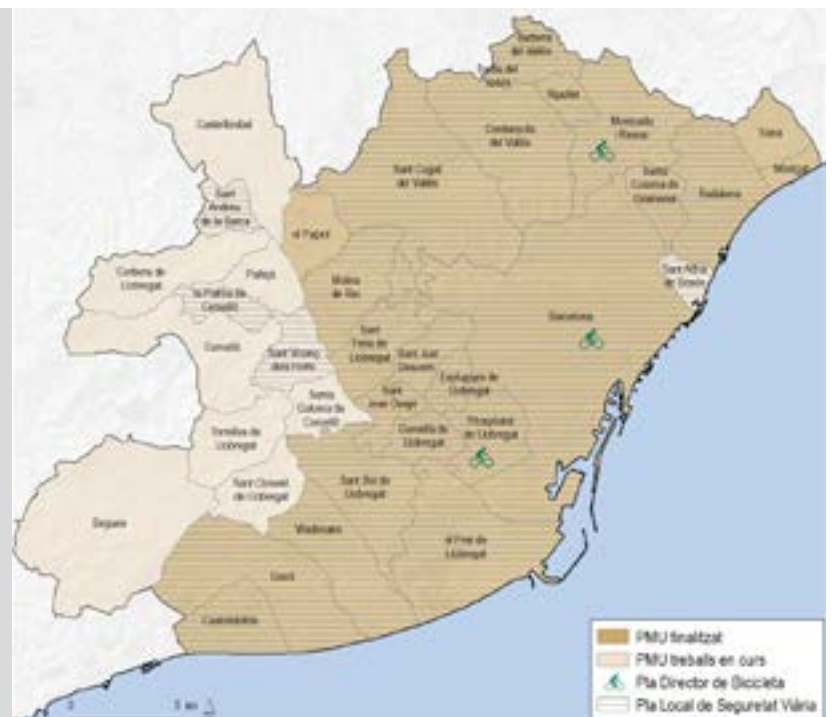 Barberà
del Vallès
Ripollet
Montcada
i Reixac
Tiana
Montgat
Castellbisbal
Cerdanyola
del Vallès
Sant Cugat
del Vallès
Santa
Coloma de
Gramenet
Badalona
Sant
Andreu
de la Barca
el Papiol
Corbera de
Llobregat
Pallejà
la Palma de
Cervelló
Molins
de Rei
Sant Adrià
de Besòs
Barcelona
Cervelló
Sant Vicenç
dels Horts
Sant
Feliu de
Llobregat
Sant Just
Desvern
Esplugues de
Llobregat
Santa
Coloma de
Cervelló
Sant
Joan Despí
Cornellà de
Llobregat
l'Hospitalet
de Llobregat
Torrelles de
Llobregat
Sant Climent
de Llobregat
Sant Boi de
Llobregat
Begues
Viladecans
el Prat de
Llobregat
Gavà
Castelldefels
PMU finalitzat
PMU treballs en curs
Pla Director de Bicicleta
Pla Local de Seguretat Viària
0